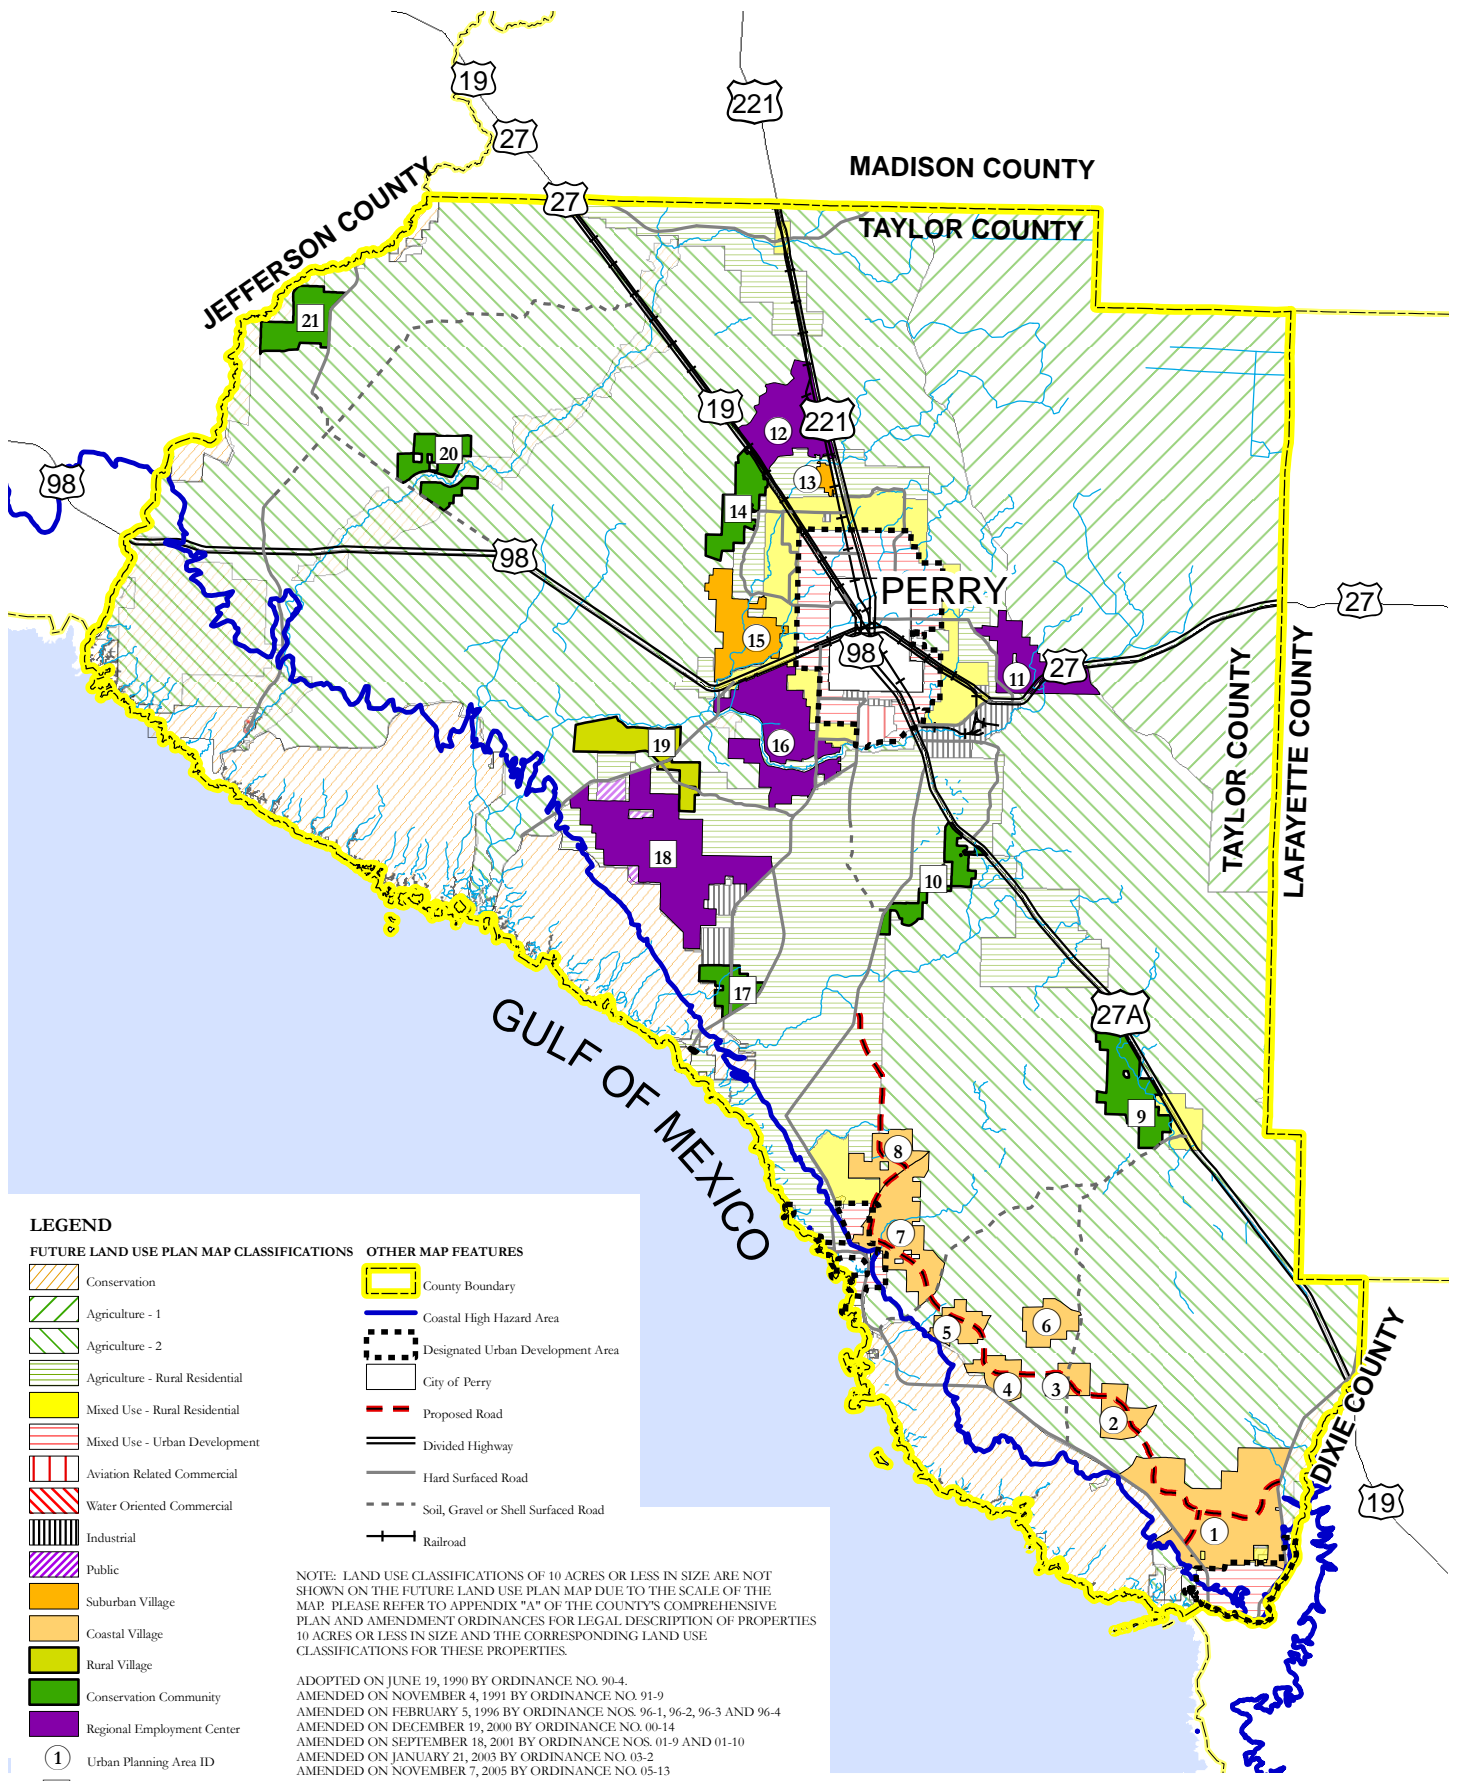 19
221
27
MADISON COUNTY
27
JEFFERSON COUNTY
TAYLOR COUNTY
21
19
12
221
20
98
13
14
98
PERRY
27
15
98
11
27
19
16
TAYLOR COUNTY
LAFAYETTE COUNTY
18
10
17
GULF OF MEXICO
27A
9
8
7
5
6
4
3
2
DIXIE COUNTY
19
1
LEGEND
FUTURE LAND USE PLAN MAP CLASSIFICATIONS
Conservation
Agriculture - 1
Agriculture - 2
Agriculture - Rural Residential
Mixed Use - Rural Residential
Mixed Use - Urban Development
Aviation Related Commercial
Water Oriented Commercial
Industrial
Public
Suburban Village
Coastal Village
Rural Village
Conservation Community
Regional Employment Center
1 Urban Planning Area ID
OTHER MAP FEATURES
County Boundary
Coastal High Hazard Area
Designated Urban Development Area
City of Perry
Proposed Road
Divided Highway
Hard Surfaced Road
Soil, Gravel or Shell Surfaced Road
Railroad
NOTE: LAND USE CLASSIFICATIONS OF 10 ACRES OR LESS IN SIZE ARE NOT
SHOWN ON THE FUTURE LAND USE PLAN MAP DUE TO THE SCALE OF THE
MAP. PLEASE REFER TO APPENDIX "A" OF THE COUNTY'S COMPREHENSIVE
PLAN AND AMENDMENT ORDINANCES FOR LEGAL DESCRIPTION OF PROPERTIES
10 ACRES OR LESS IN SIZE AND THE CORRESPONDING LAND USE
CLASSIFICATIONS FOR THESE PROPERTIES.
ADOPTED ON JUNE 19, 1990 BY ORDINANCE NO. 90-4.
AMENDED ON NOVEMBER 4, 1991 BY ORDINANCE NO. 91-9
AMENDED ON FEBRUARY 5, 1996 BY ORDINANCE NOS. 96-1, 96-2, 96-3 AND 96-4
AMENDED ON DECEMBER 19, 2000 BY ORDINANCE NO. 00-14
AMENDED ON SEPTEMBER 18, 2001 BY ORDINANCE NOS. 01-9 AND 01-10
AMENDED ON JANUARY 21, 2003 BY ORDINANCE NO. 03-2
AMENDED ON NOVEMBER 7, 2005 BY ORDINANCE NO. 05-13